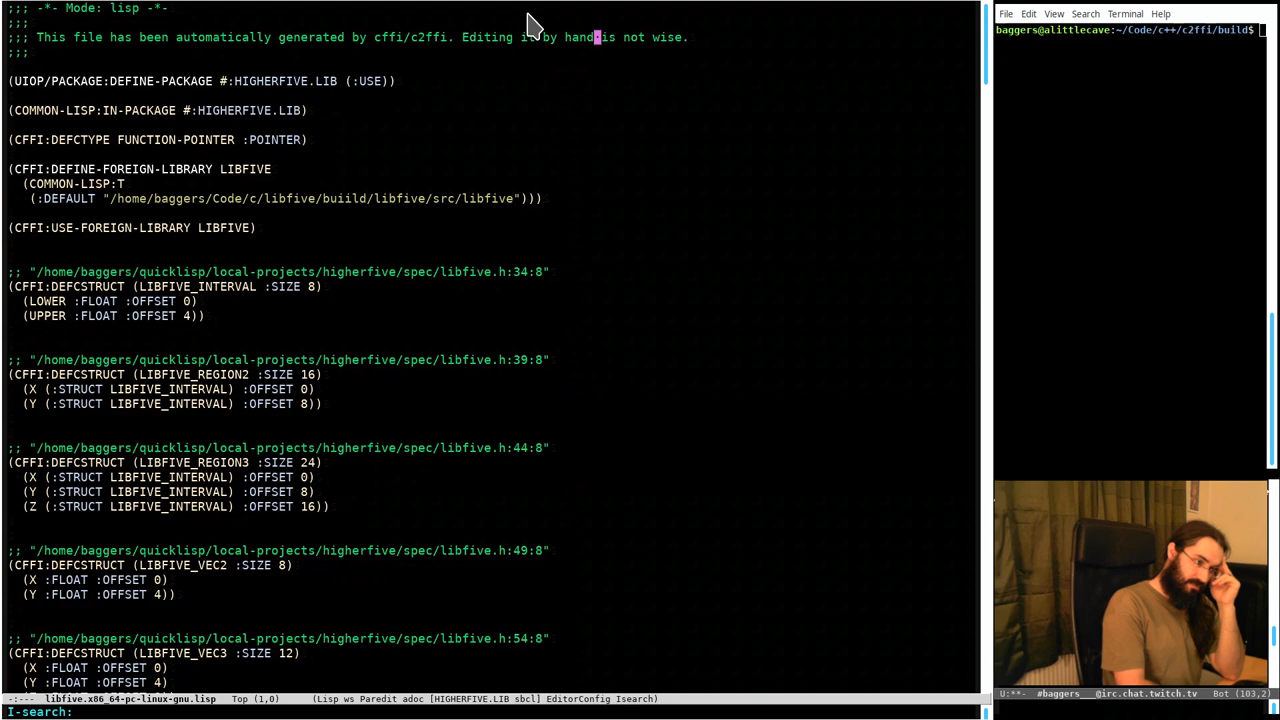 ;;; -*- Mode: lisp -*-
;;;
;;; This file has been automatically generated by cffi/c2ffi. Editing it by hand is not wise.
;;;
(UIOP/PACKAGE:DEFINE-PACKAGE #:HIGHERFIVE.LIB (:USE))
(COMMON-LISP:IN-PACKAGE #:HIGHERFIVE.LIB)
(CFFI:DEFCTYPE FUNCTION-POINTER :POINTER)
(CFFI:DEFINE-FOREIGN-LIBRARY LIBFIVE
(COMMON-LISP:T
(:DEFAULT "/home/baggers/Code/c/libfive/buiild/libfive/src/libfive")))
(CFFI:USE-FOREIGN-LIBRARY LIBFIVE)
;; "/home/baggers/quicklisp/local-projects/higherfive/spec/libfive.h:34:8"
(CFFI:DEFCSTRUCT (LIBFIVE_INTERVAL :SIZE 8)
(LOWER :FLOAT :OFFSET 0)
(UPPER :FLOAT :OFFSET 4))
;; "/home/baggers/quicklisp/local-projects/higherfive/spec/libfive.h:39:8"
(CFFI:DEFCSTRUCT (LIBFIVE_REGION2 :SIZE 16)
(X (:STRUCT LIBFIVE_INTERVAL) :OFFSET 0)
(Y (:STRUCT LIBFIVE_INTERVAL) :OFFSET 8))
;; "/home/baggers/quicklisp/local-projects/higherfive/spec/libfive.h:44:8"
(CFFI:DEFCSTRUCT (LIBFIVE_REGION3 :SIZE 24)
(X (:STRUCT LIBFIVE_INTERVAL) :OFFSET 0)
(Y (:STRUCT LIBFIVE_INTERVAL) :OFFSET 8)
(Z (:STRUCT LIBFIVE_INTERVAL) :OFFSET 16))
;; "/home/baggers/quicklisp/local-projects/higherfive/spec/libfive.h:49:8"
(CFFI:DEFCSTRUCT (LIBFIVE_VEC2 :SIZE 8)
(X :FLOAT :OFFSET 0)
(Y :FLOAT :OFFSET 4))
;; "/home/baggers/quicklisp/local-projects/higherfive/spec/libfive.h:54:8"
(CFFI:DEFCSTRUCT (LIBFIVE_VEC3 :SIZE 12)
(X :FLOAT :OFFSET 0)
(Y :FLOAT :OFFSET 4)
-:--- libfive.x86_64-pc-linux-gnu.lisp Top (1,0) (Lisp ws Paredit adoc [HIGHERFIVE.LIB sbcl] EditorConfig Isearch)
I-search:
File Edit View Search Terminal Help
baggers@alittlecave:~/Code/c++/c2ffi/build$
U:**- #baggers___@irc.chat.twitch.tv Bot (103,2)